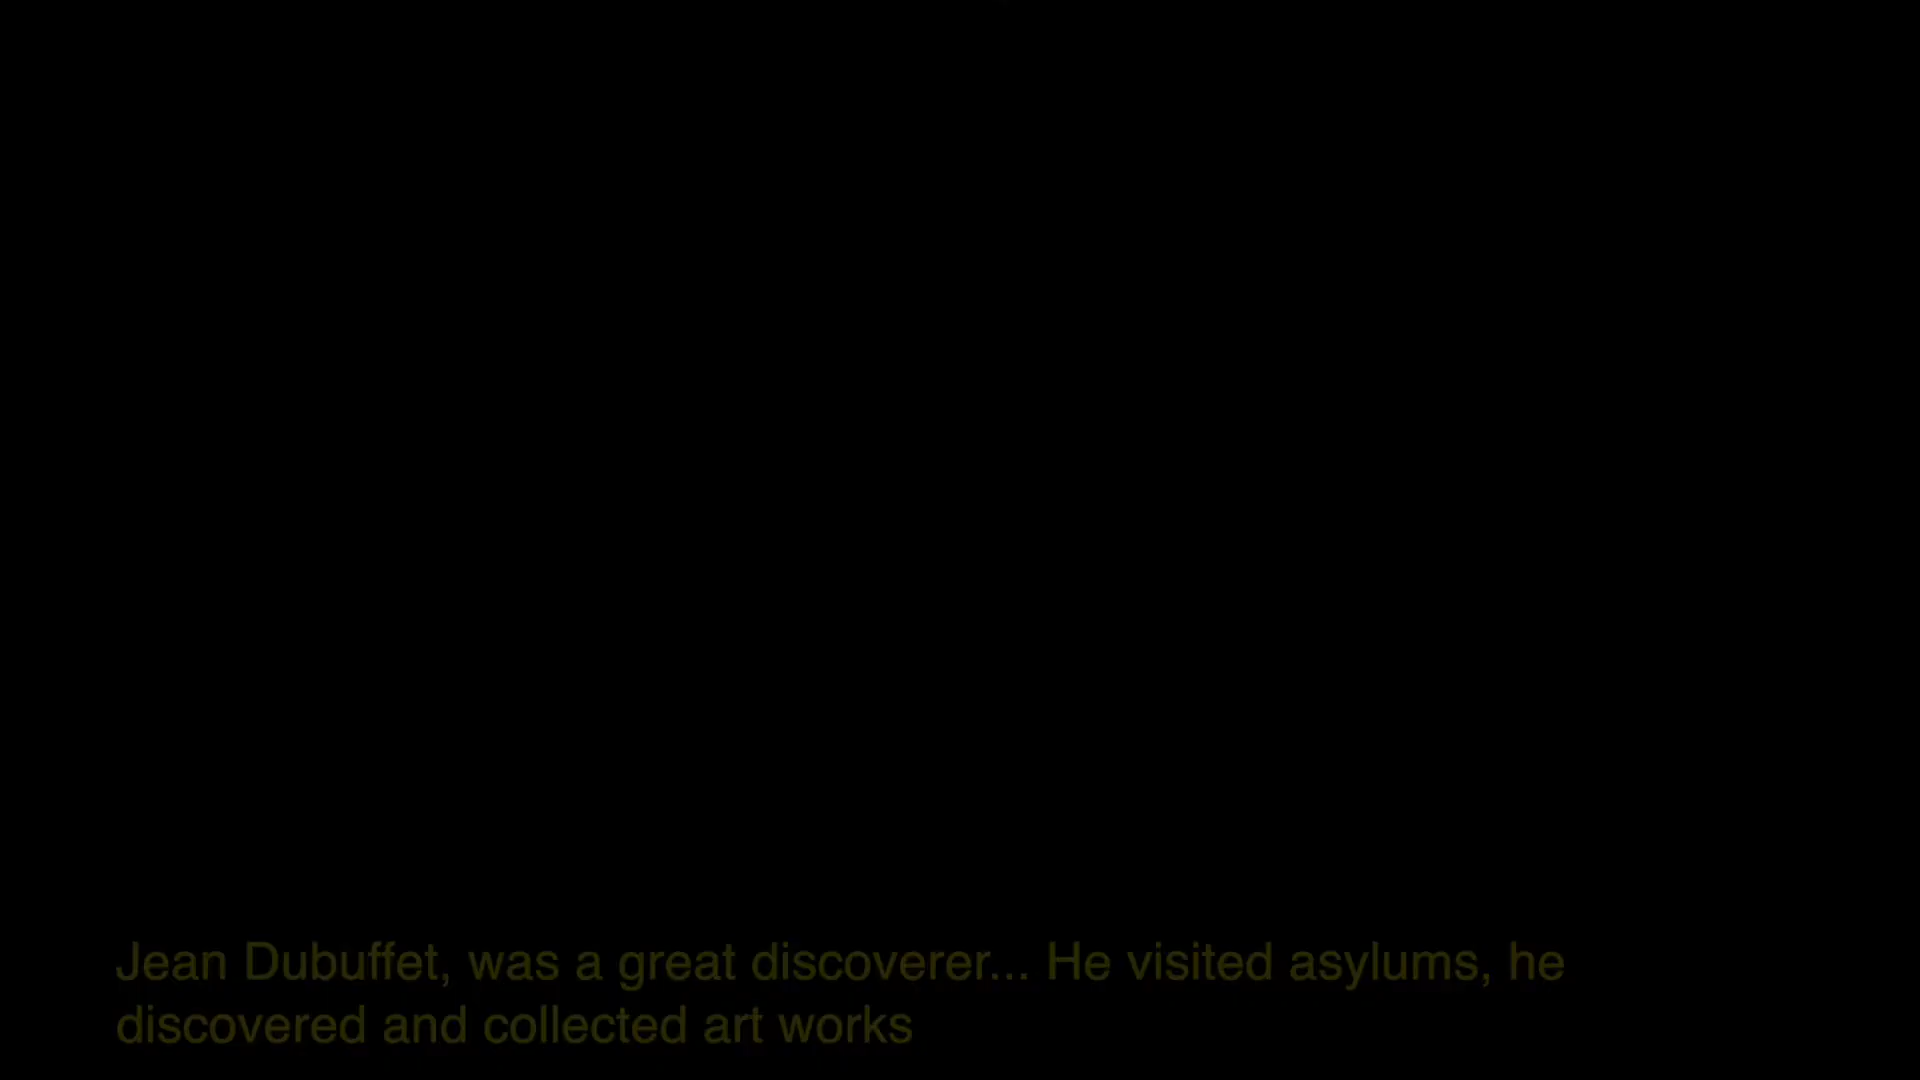 Jean Dubuffet, was a great discoverer... He visited asylums, he
discovered and collected art works